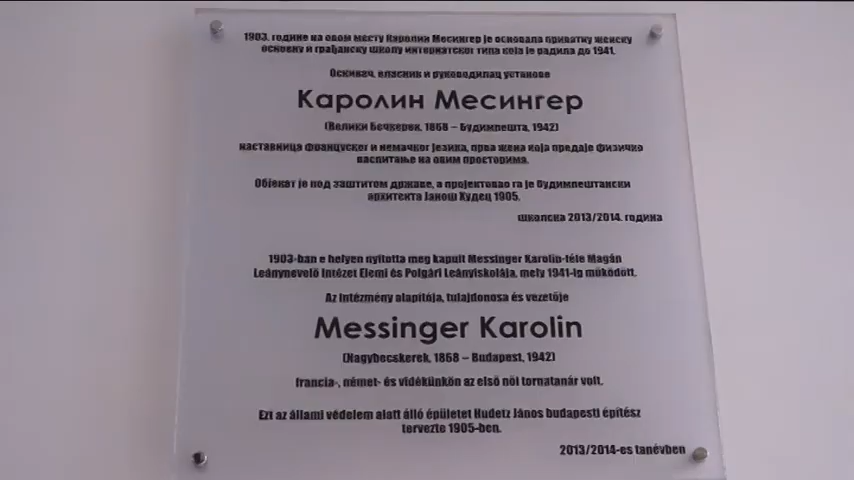 1903. године на овом месту Каролин Месингер је основала приватну женску
основну и грађанску школу интернатског типа која је радила до 1941.
Оснивач, власник и руководилац установе
Каролин Месингер
(Велики Бечкерек, 1868 – Будимпешта, 1942)
наставница француског и немачког језика, прва жена која предаје физичко
васпитање на овим просторима.
Објекат је под заштитом државе, а пројектовао га је будимпештански
архитекта Јанош Худец 1905.
школска 2013/2014. година
1903-ban e helyen nyitotta meg kapuit Messinger Karolin-féle Magán
Leánynevelő Intézet Elemi és Polgári Leányiskolája, mely 1941-ig működött.
Az intézmény alapítója, tulajdonosa és vezetője
Messinger Karolin
(Nagybecskerek, 1868 – Budapest, 1942)
francia-, német- és vidékünkön az első női tornatanár volt.
Ezt az állami védelem alatt álló épületet Hudetz János budapesti építész
tervezte 1905-ben.
2013/2014-es tanévben